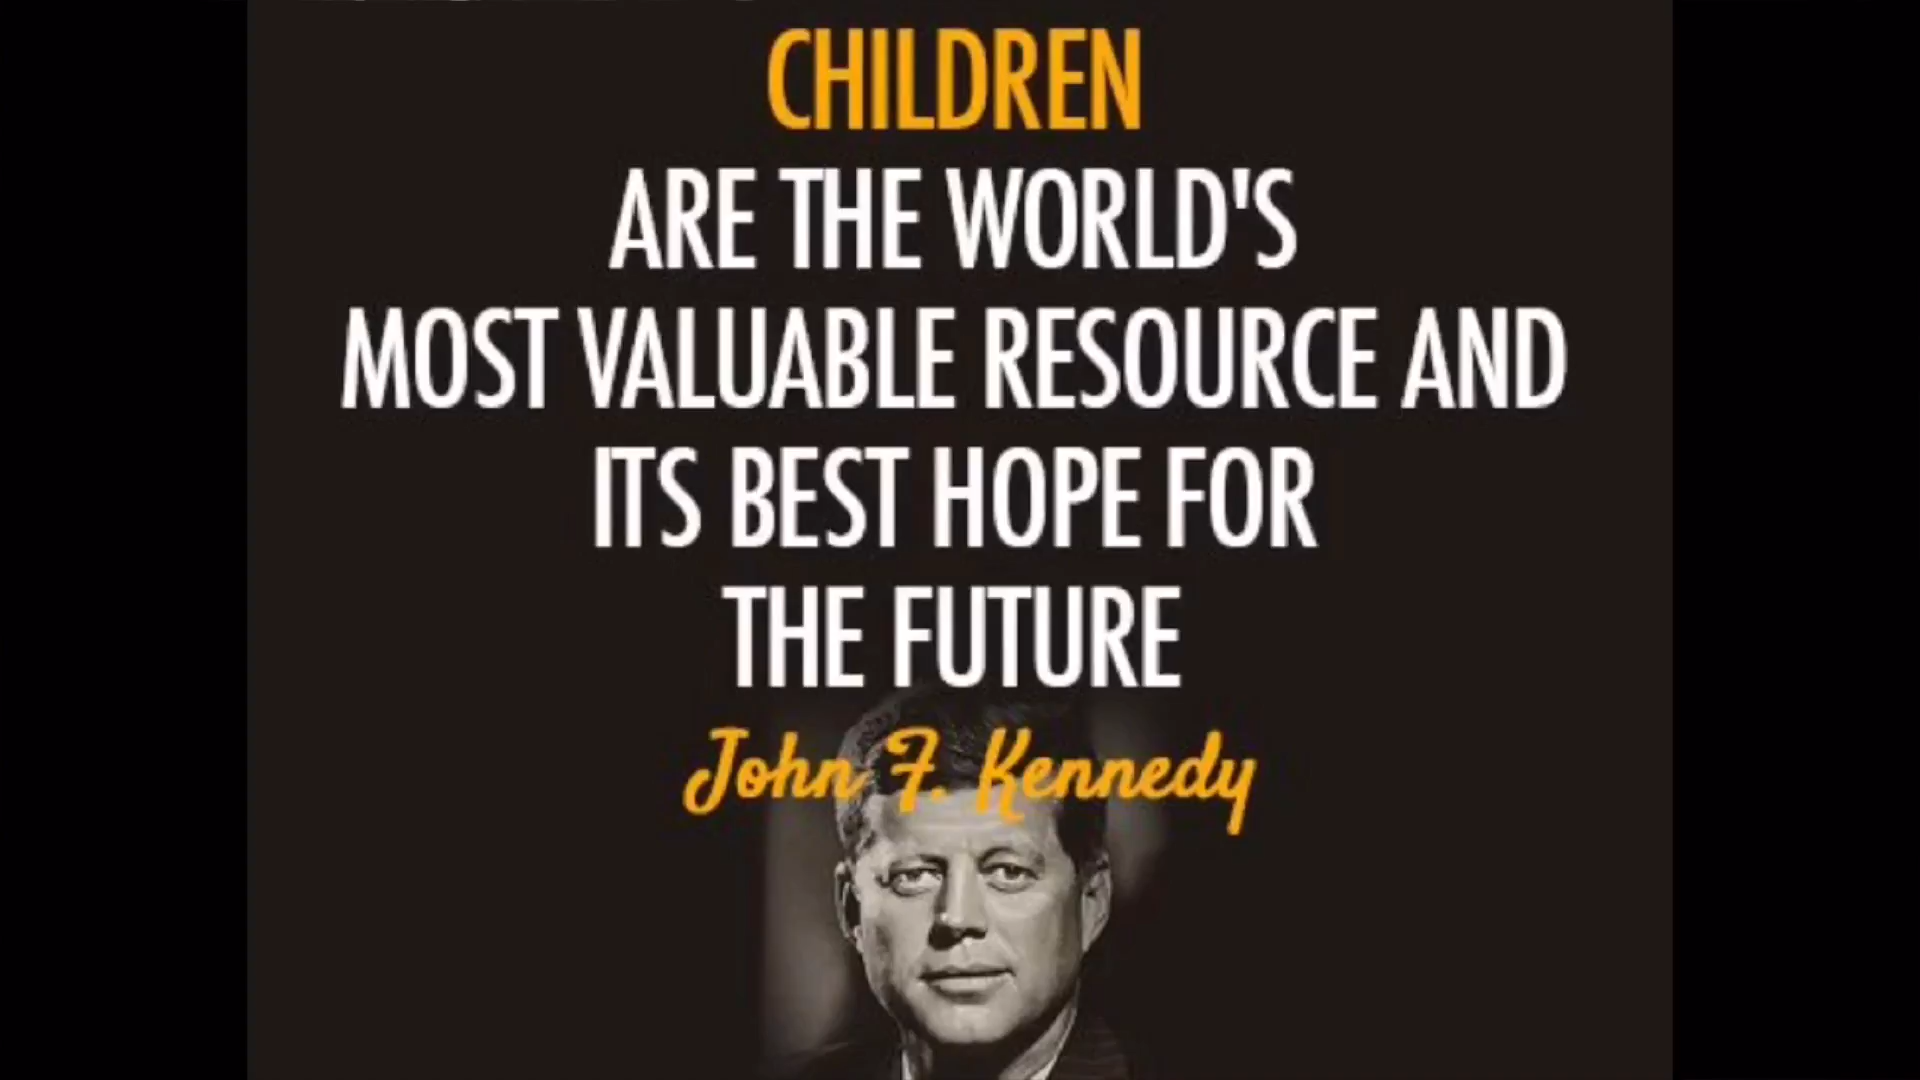 CHILDREN
ARE THE WORLD'S
MOST VALUABLE RESOURCE AND
ITS BEST HOPE FOR
THE FUTURE
John F. Kennedy